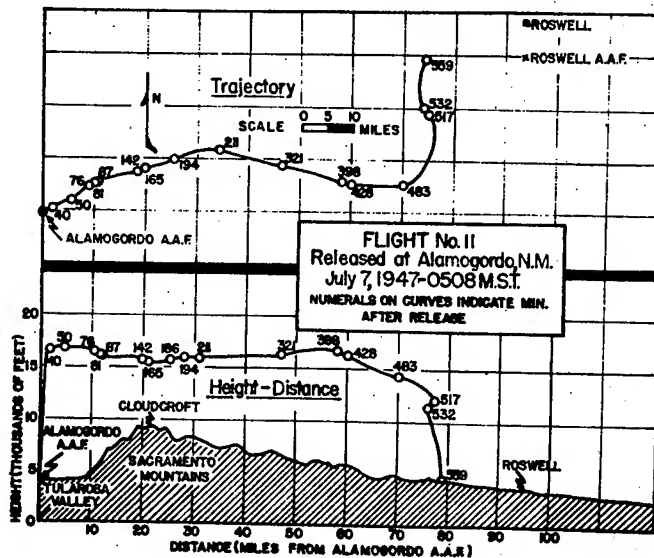 ROSWELL
ROSWELL A.A.F.
559
Trajectory
N
532
517
SCALE
0 5 10
MILES
211
142
194
321
87
398
76
165
81
428
483
50
40
ALAMOGORDO A.A.F.
FLIGHT No. 11
Released at Alamogordo, N.M.
July 7, 1947-0508 M.S.T.
NUMERALS ON CURVES INDICATE MIN.
AFTER RELEASE
HEIGHT (THOUSANDS OF FEET)
20
50
76
87
142
186
211
321
398
428
40
81
165
194
15
483
517
532
Height-Distance
10
CLOUDCROFT
ALAMOGORDO
A.A.F.
5
SACRAMENTO
MOUNTAINS
559
ROSWELL
TULAROSA
VALLEY
0
10 20 30 40 50 60 70 80 90 100
DISTANCE (MILES FROM ALAMOGORDO A.A.F.)